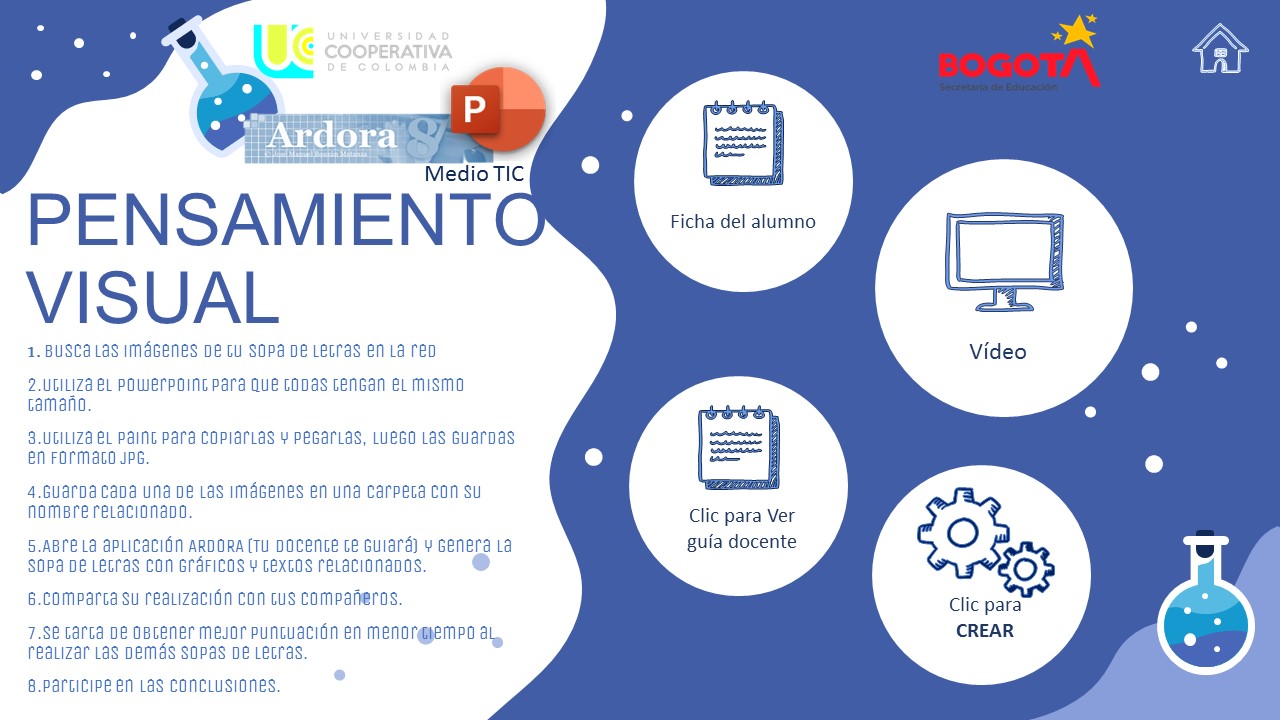 UNIVERSIDAD
COOPERATIVA
DE COLOMBIA
P
Ardora
Medio TIC
PENSAMIENTO
VISUAL
1. Busca las imágenes de tu sopa de letras en la red
2.Utiliza el PowerPoint para que todas tengan el mismo
tamaño.
3.Utiliza el Paint para copiarlas y pegarlas, luego las guardas
en formato JPG.
4.Guarda cada una de las imágenes en una carpeta con su
nombre relacionado.
5.Abre la aplicación ARDORA (Tu docente te guiará) y genera la
sopa de letras con gráficos y textos relacionados.
6.Comparta su realización con tus compañeros.
7.Se tarta de obtener mejor puntuación en menor tiempo al
realizar las demás sopas de letras.
8.Participe en las conclusiones.
BOGOTÁ
Secretaría de Educación
Ficha del alumno
Vídeo
Clic para Ver
guía docente
Clic para
CREAR